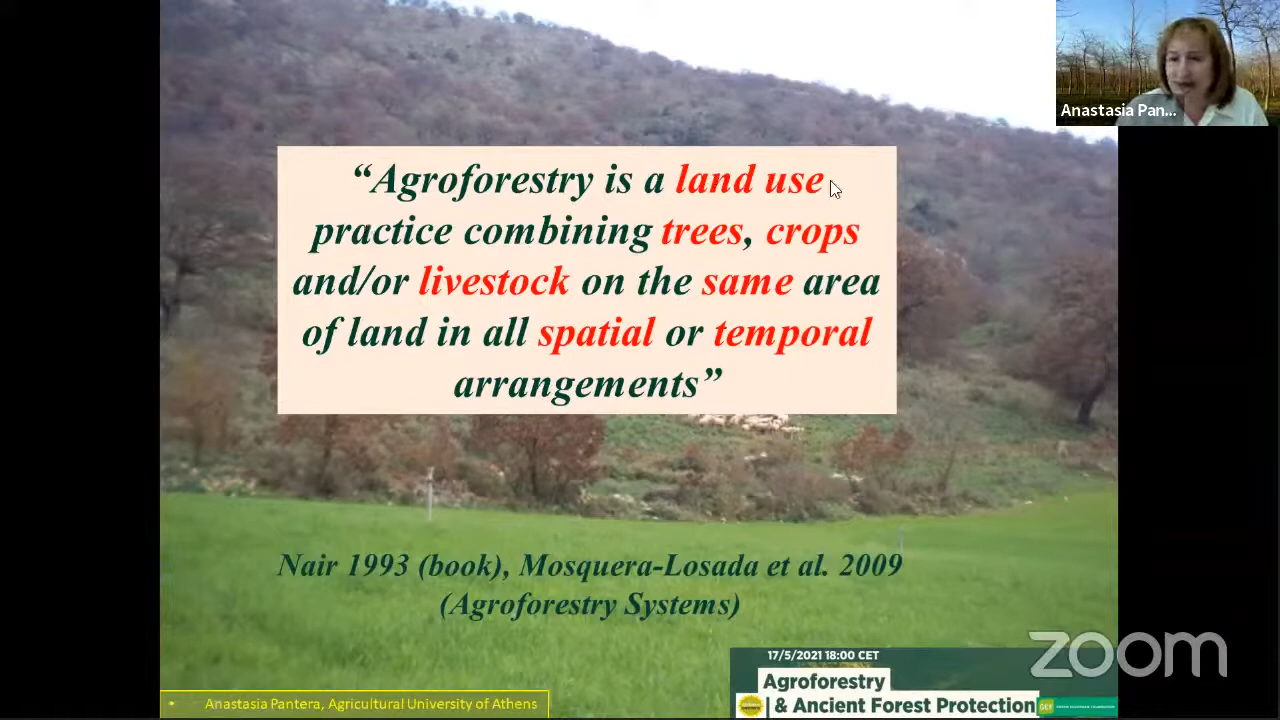 Anastasia Pan...
“Agroforestry is a land use
practice combining trees, crops
and/or livestock on the same area
of land in all spatial or temporal
arrangements”
Nair 1993 (book), Mosquera-Losada et al. 2009
(Agroforestry Systems)
zoom
17/5/2021 18:00 CET
Agroforestry
& Ancient Forest Protection
GEF
• Anastasia Pantera, Agricultural University of Athens